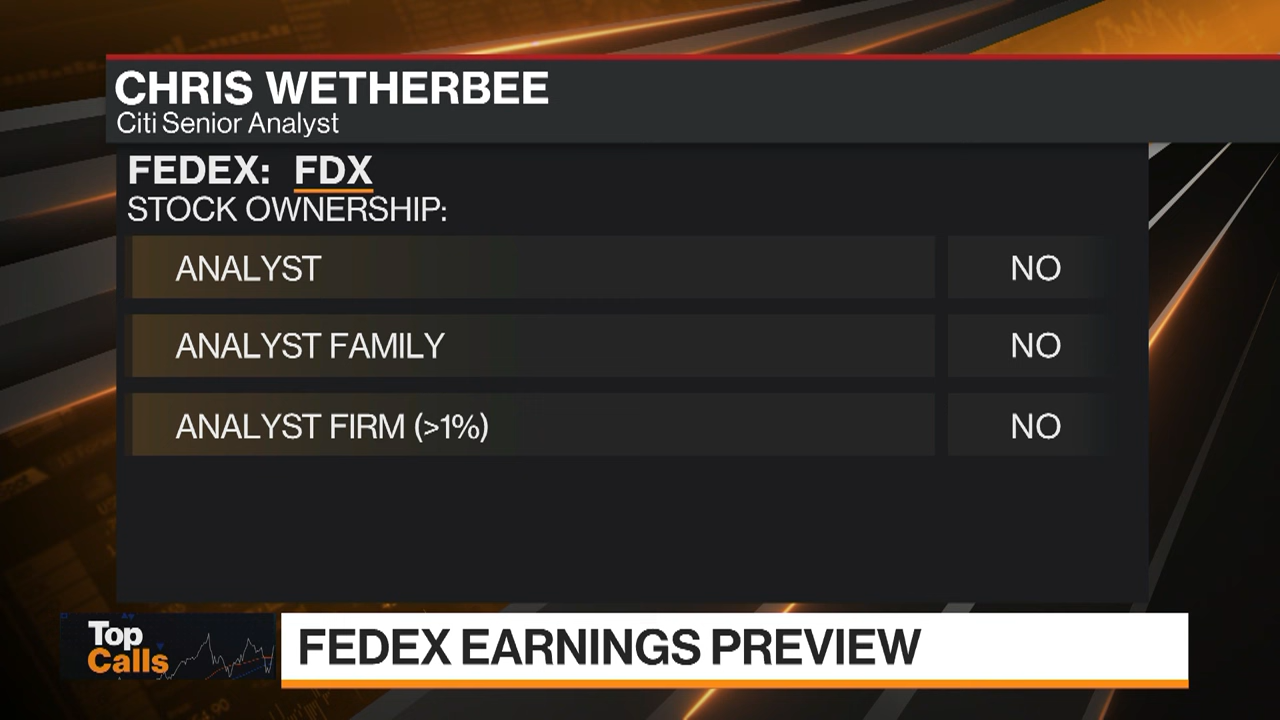 CHRIS WETHERBEE
Citi Senior Analyst
FEDEX: FDX
STOCK OWNERSHIP:
ANALYST NO
ANALYST FAMILY NO
ANALYST FIRM (>1%) NO
Top
Calls
FEDEX EARNINGS PREVIEW